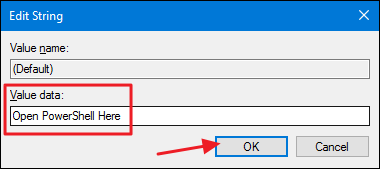 Edit String
Value name:
(Default)
Value data:
Open PowerShell Here
OK
Cancel